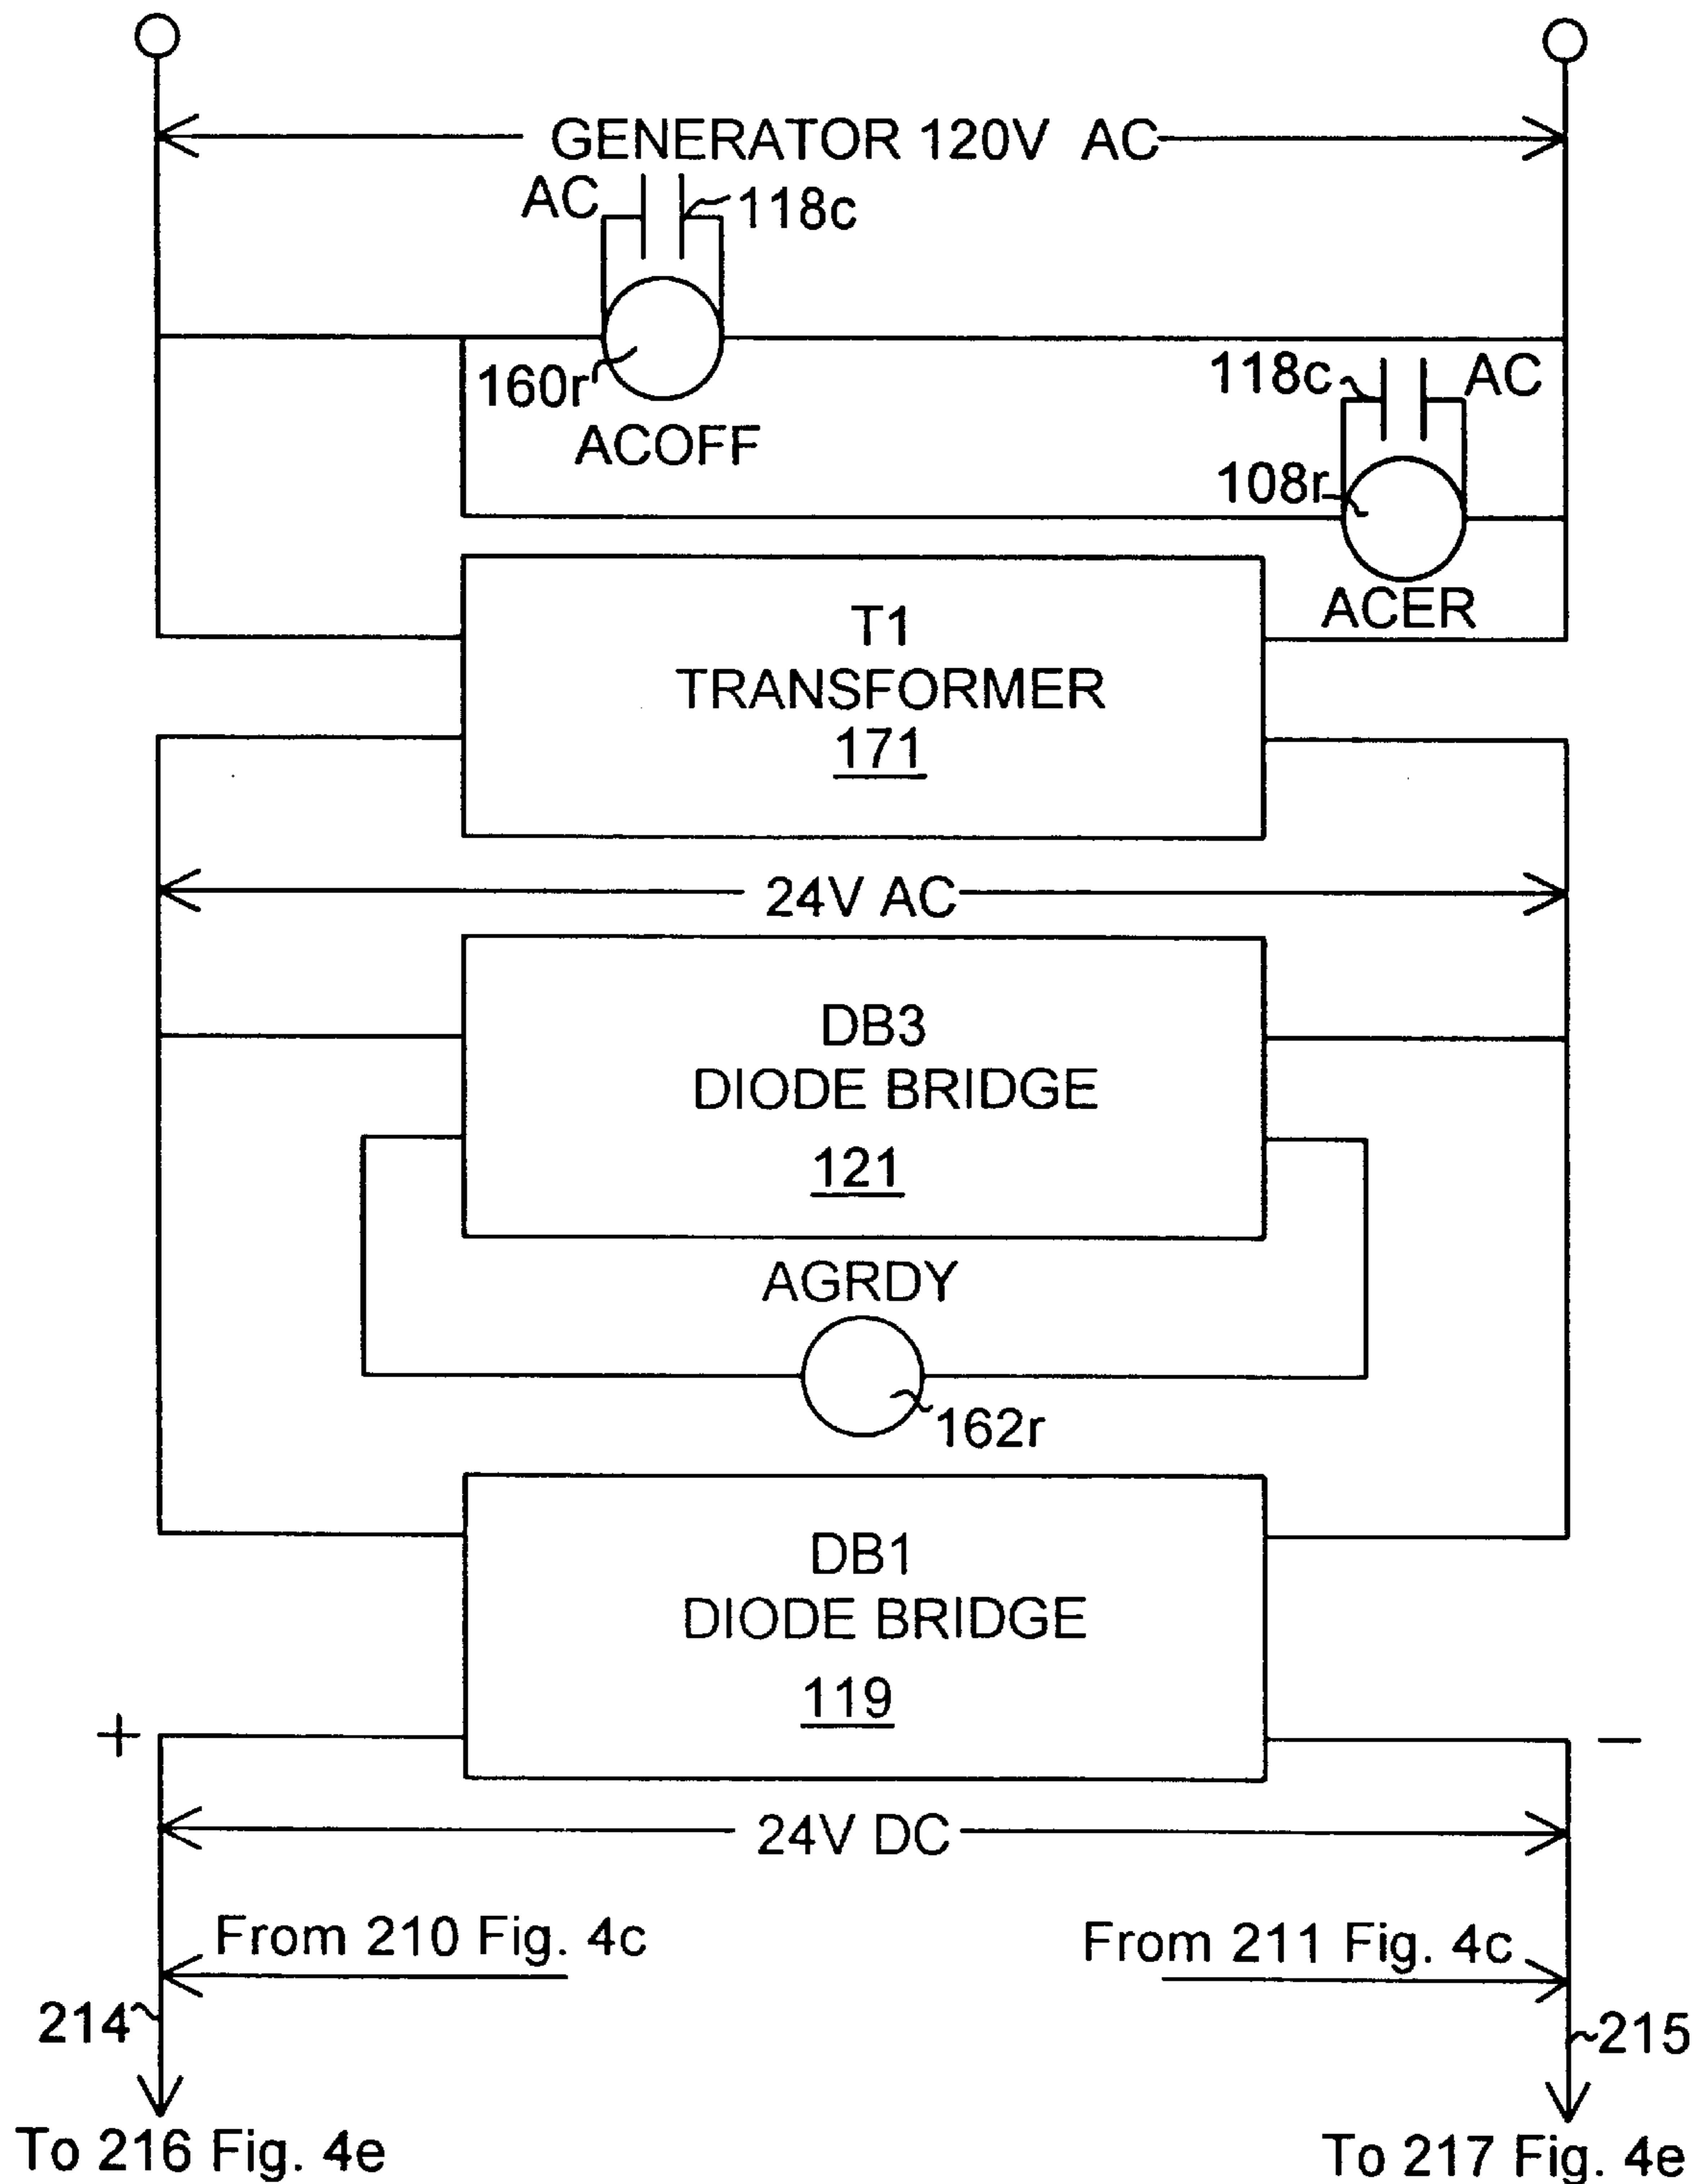 GENERATOR 120V AC
AC
118c
160r
ACOFF
118c
AC
108r
ACER
T1
TRANSFORMER
171
24V AC
DB3
DIODE BRIDGE
121
AGRDY
162r
DB1
DIODE BRIDGE
119
+
−
24V DC
From 210 Fig. 4c
From 211 Fig. 4c
214
215
To 216 Fig. 4e
To 217 Fig. 4e